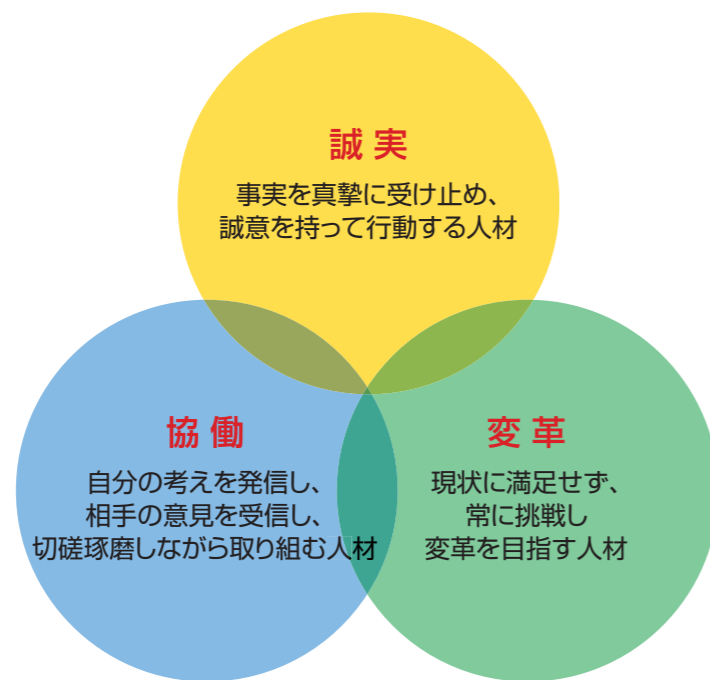 誠実
事実を真摯に受け止め、
誠意を持って行動する人材
協働
自分の考えを発信し、
相手の意見を受信し、
切磋琢磨しながら取り組む人材
変革
現状に満足せず、
常に挑戦し
変革を目指す人材